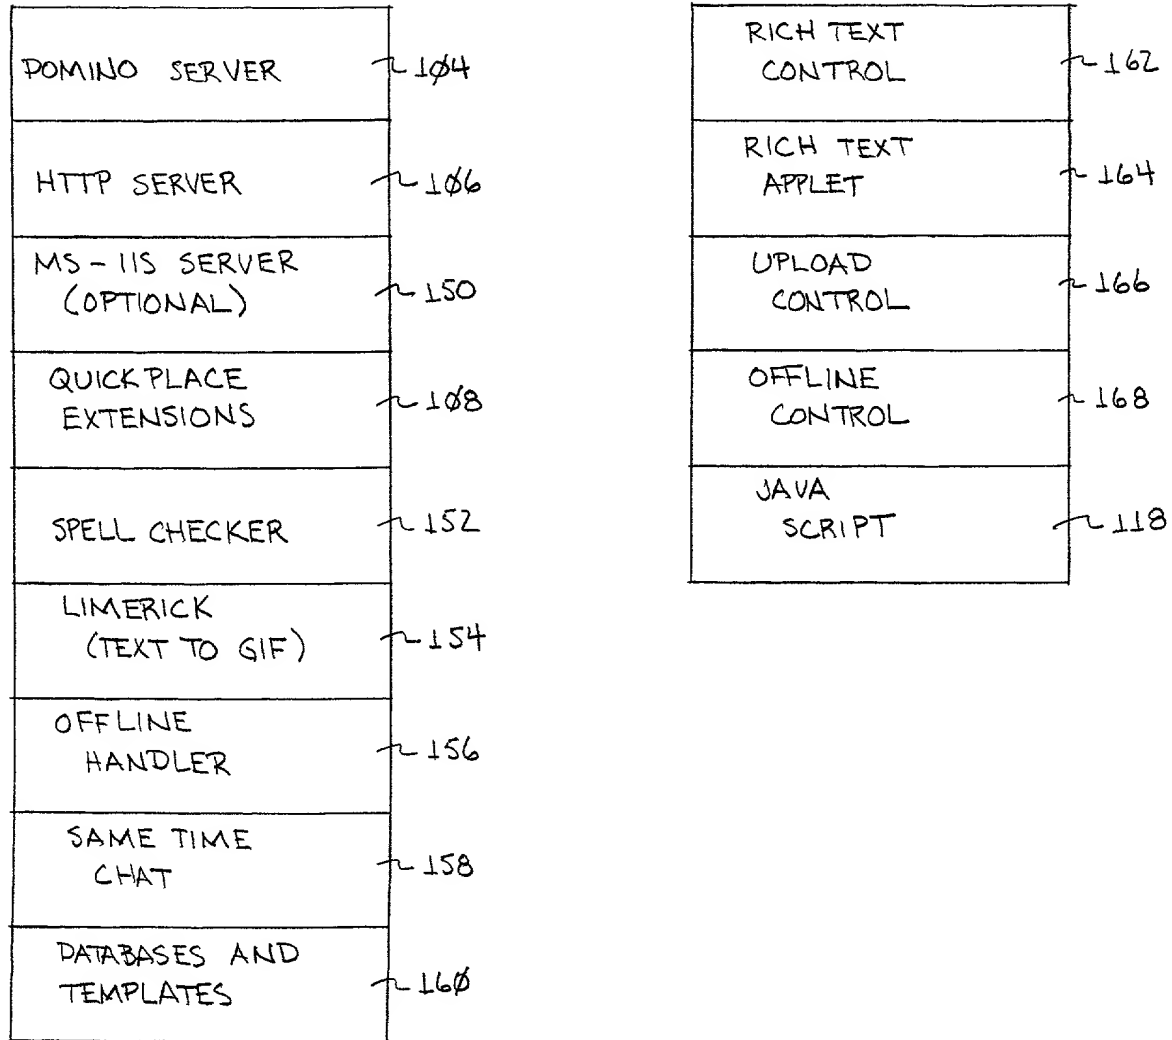 DOMINO SERVER 104
HTTP SERVER 106
MS-IIS SERVER
(OPTIONAL) 150
QUICKPLACE
EXTENSIONS 108
SPELL CHECKER 152
LIMERICK
(TEXT TO GIF) 154
OFFLINE
HANDLER 156
SAME TIME
CHAT 158
DATABASES AND
TEMPLATES 160
RICH TEXT
CONTROL 162
RICH TEXT
APPLET 164
UPLOAD
CONTROL 166
OFFLINE
CONTROL 168
JAVA
SCRIPT 118